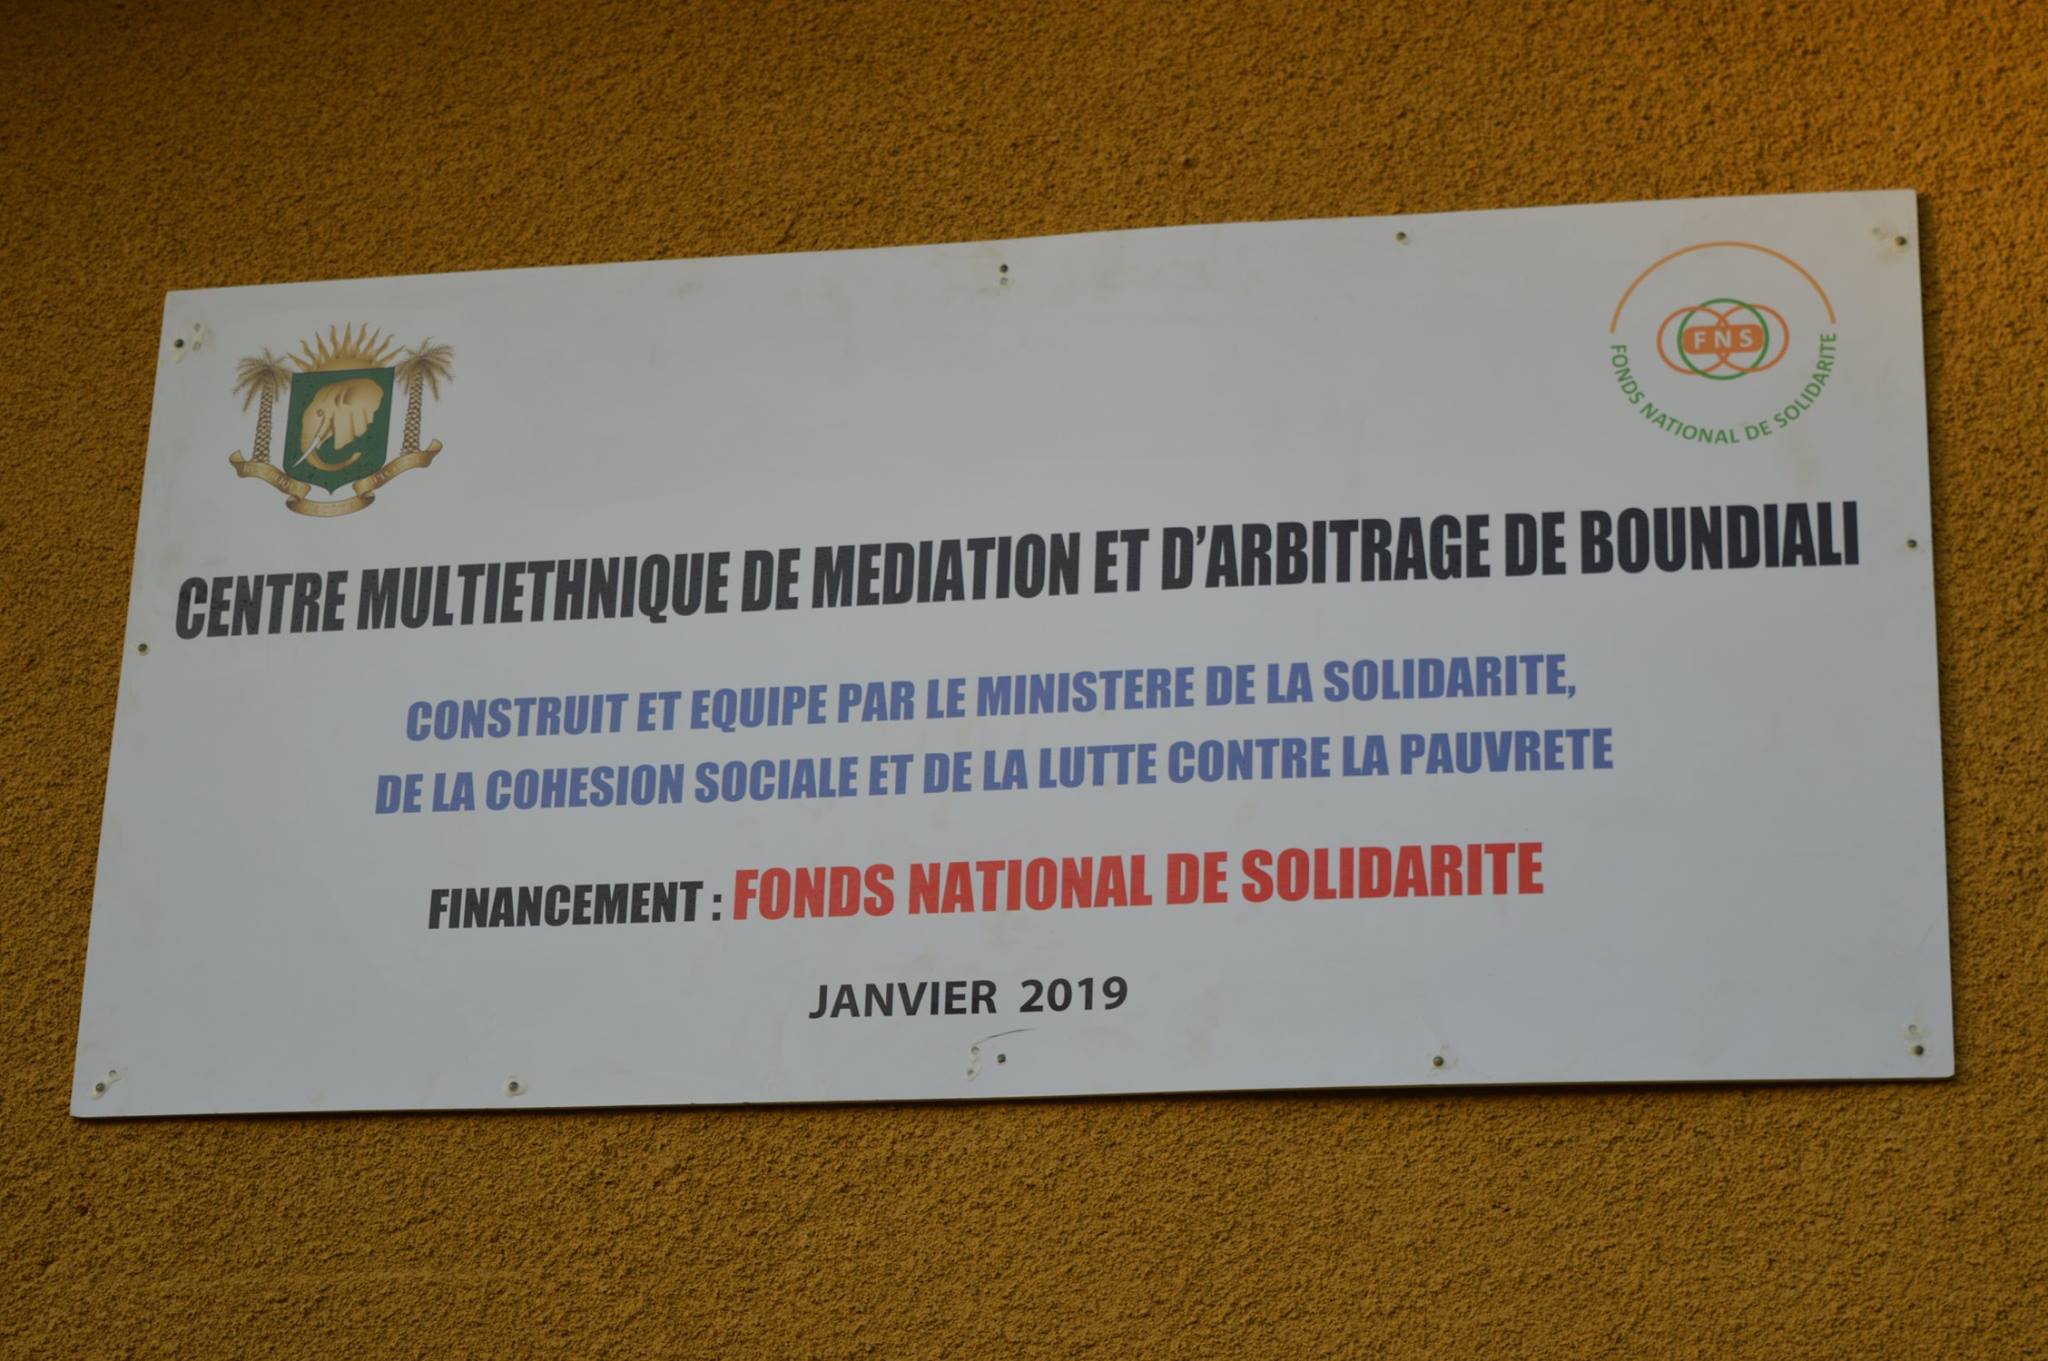 FNS
FONDS NATIONAL DE SOLIDARITE
CENTRE MULTIETHNIQUE DE MEDIATION ET D'ARBITRAGE DE BOUNDIALI
CONSTRUIT ET EQUIPE PAR LE MINISTERE DE LA SOLIDARITE,
DE LA COHESION SOCIALE ET DE LA LUTTE CONTRE LA PAUVRETE
FINANCEMENT : FONDS NATIONAL DE SOLIDARITE
JANVIER 2019